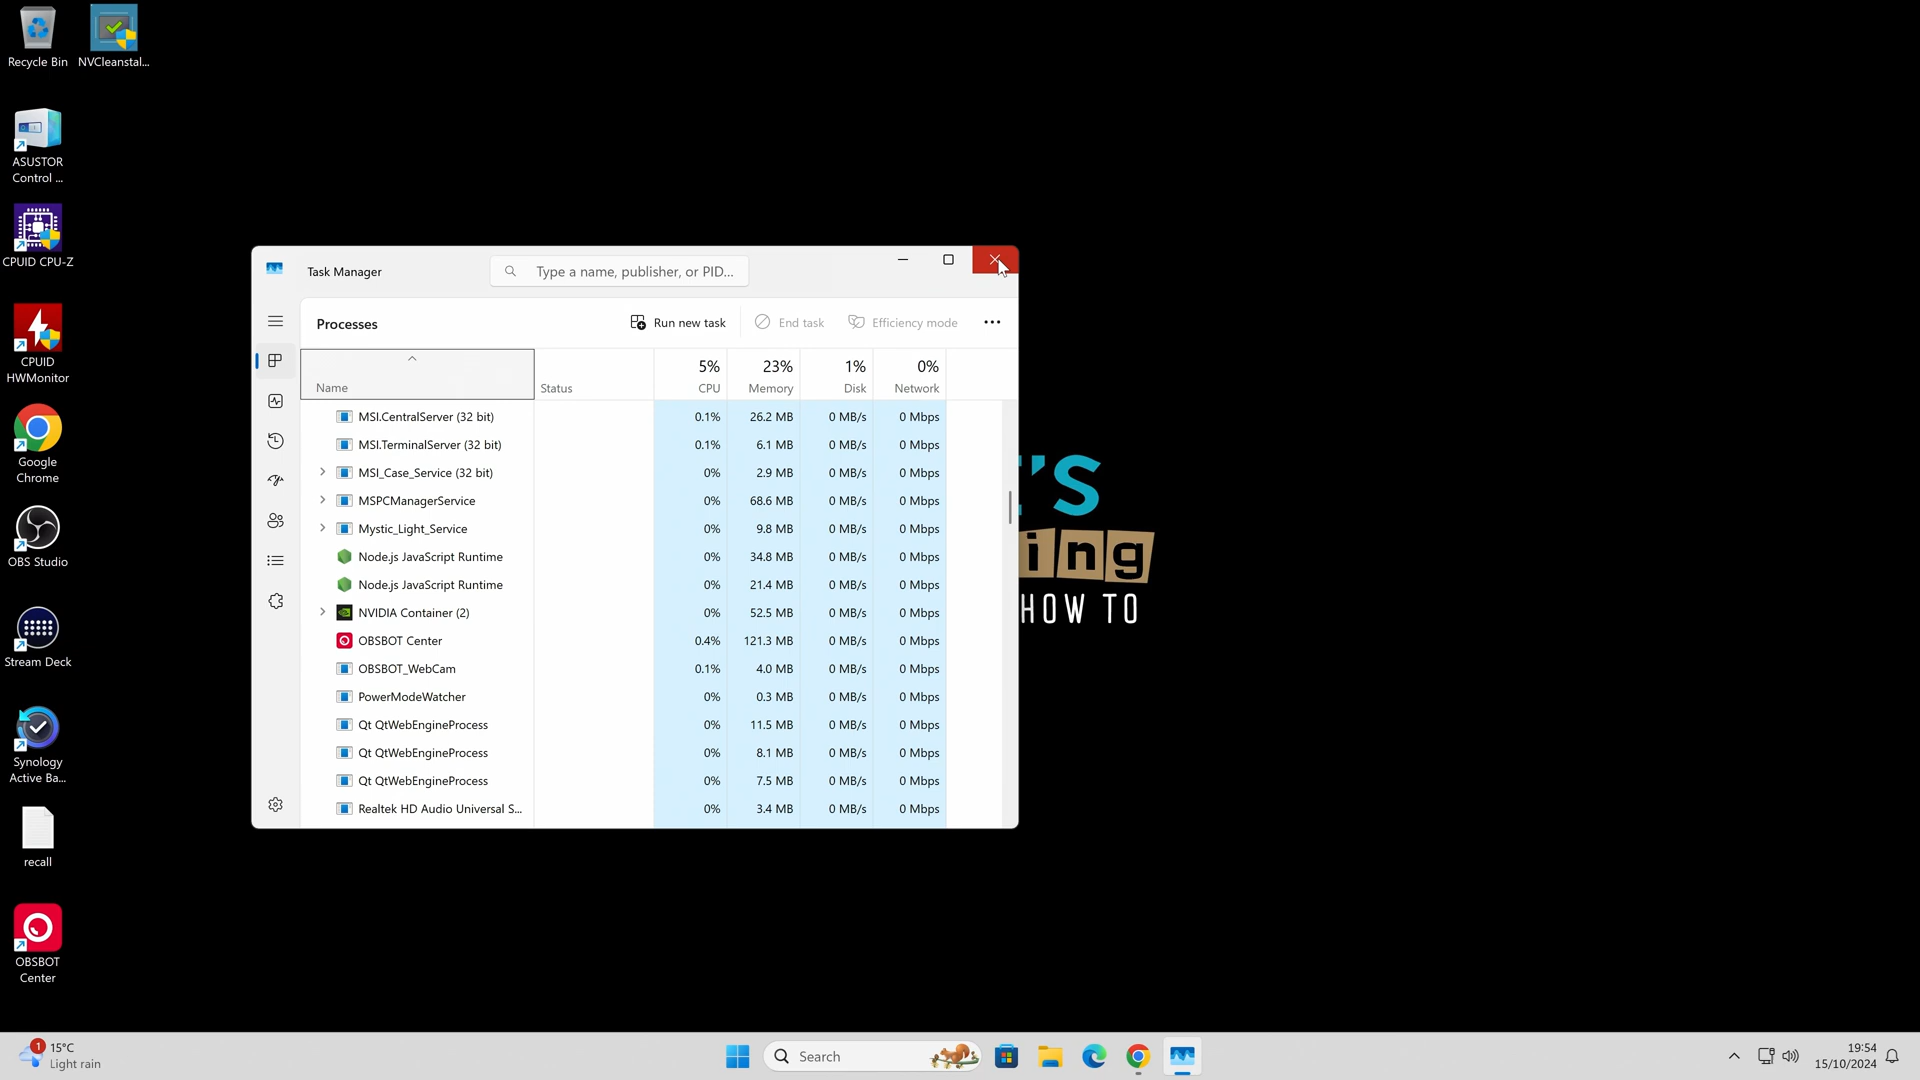 Recycle Bin
NVCleanstal...
ASUSTOR
Control ...
CPUID CPU-Z
CPUID
HWMonitor
Google
Chrome
OBS Studio
Stream Deck
Synology
Active Ba...
recall
OBSBOT
Center
Task Manager
Type a name, publisher, or PID...
Processes
Run new task
End task
Efficiency mode
Name
Status
5%
CPU
23%
Memory
1%
Disk
0%
Network
MSI.CentralServer (32 bit) 0.1% 26.2 MB 0 MB/s 0 Mbps
MSI.TerminalServer (32 bit) 0.1% 6.1 MB 0 MB/s 0 Mbps
MSI_Case_Service (32 bit) 0% 2.9 MB 0 MB/s 0 Mbps
MSPCManagerService 0% 68.6 MB 0 MB/s 0 Mbps
Mystic_Light_Service 0% 9.8 MB 0 MB/s 0 Mbps
Node.js JavaScript Runtime 0% 34.8 MB 0 MB/s 0 Mbps
Node.js JavaScript Runtime 0% 21.4 MB 0 MB/s 0 Mbps
NVIDIA Container (2) 0% 52.5 MB 0 MB/s 0 Mbps
OBSBOT Center 0.4% 121.3 MB 0 MB/s 0 Mbps
OBSBOT_WebCam 0.1% 4.0 MB 0 MB/s 0 Mbps
PowerModeWatcher 0% 0.3 MB 0 MB/s 0 Mbps
Qt QtWebEngineProcess 0% 11.5 MB 0 MB/s 0 Mbps
Qt QtWebEngineProcess 0% 8.1 MB 0 MB/s 0 Mbps
Qt QtWebEngineProcess 0% 7.5 MB 0 MB/s 0 Mbps
Realtek HD Audio Universal S... 0% 3.4 MB 0 MB/s 0 Mbps
'S
ing
HOW TO
1
15°C
Light rain
Search
19:54
15/10/2024